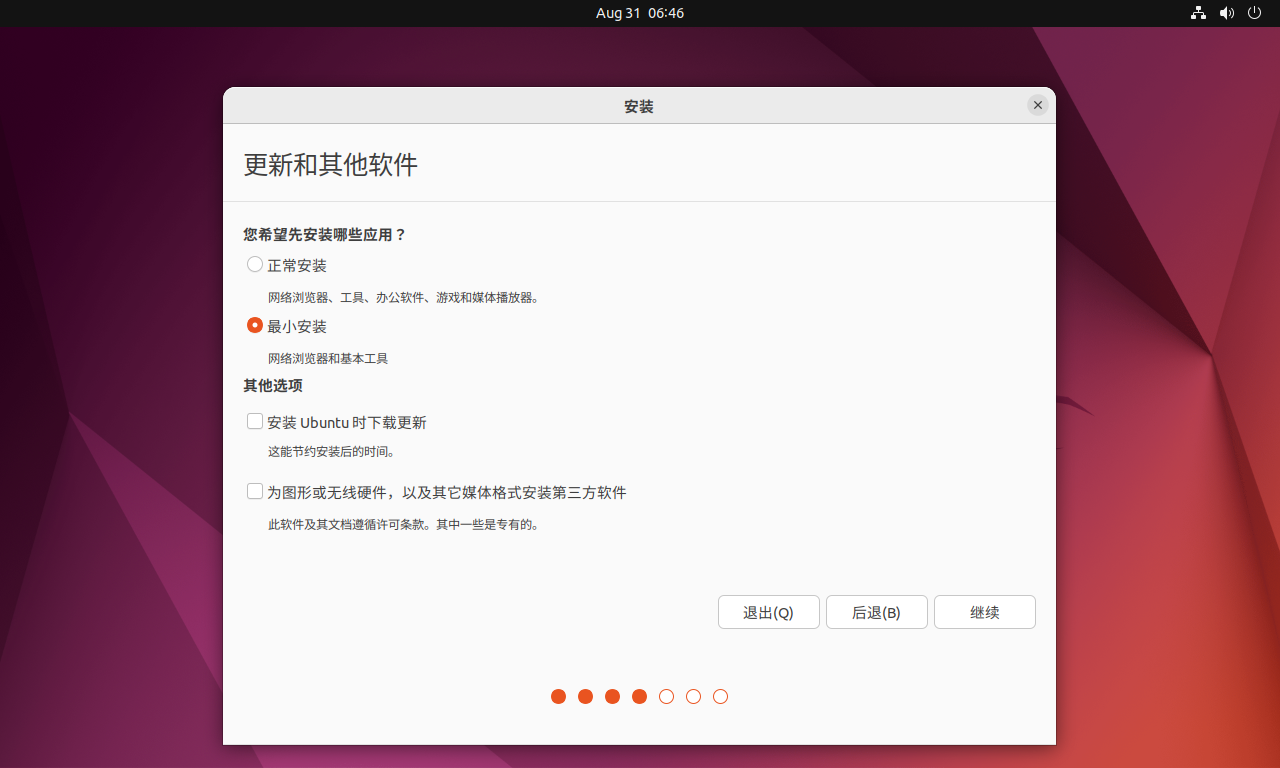 Aug 31 06:46
安装
更新和其他软件
您希望先安装哪些应用？
正常安装
网络浏览器、工具、办公软件、游戏和媒体播放器。
最小安装
网络浏览器和基本工具
其他选项
安装 Ubuntu 时下载更新
这能节约安装后的时间。
为图形或无线硬件，以及其它媒体格式安装第三方软件
此软件及其文档遵循许可条款。其中一些是专有的。
退出(Q) 后退(B) 继续